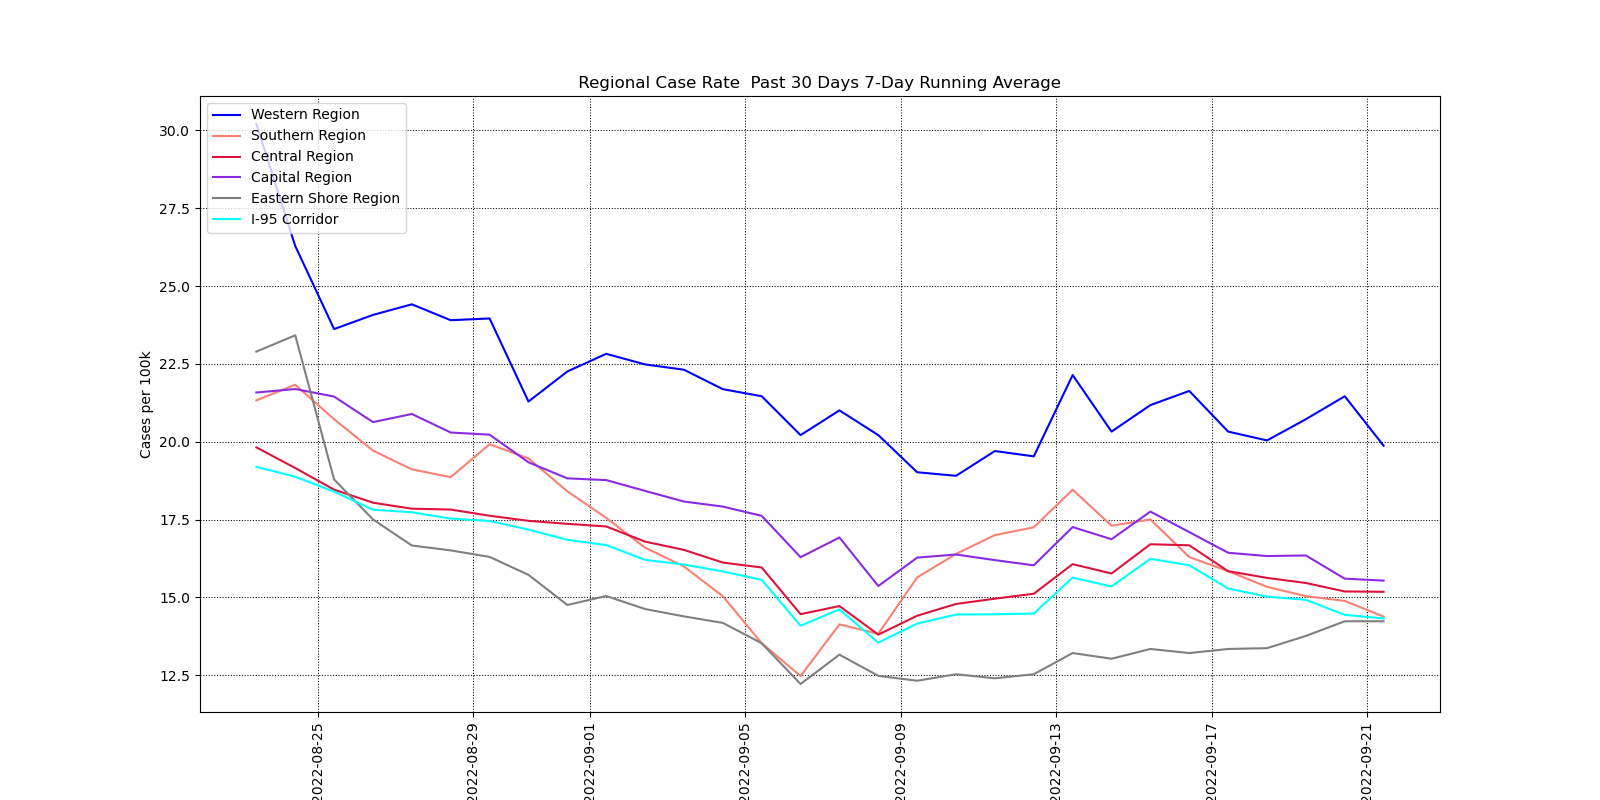 Regional Case Rate  Past 30 Days 7-Day Running Average
Western Region
Southern Region
Central Region
Capital Region
Eastern Shore Region
I-95 Corridor
Cases per 100k
30.0
27.5
25.0
22.5
20.0
17.5
15.0
12.5
2022-08-25
2022-08-29
2022-09-01
2022-09-05
2022-09-09
2022-09-13
2022-09-17
2022-09-21